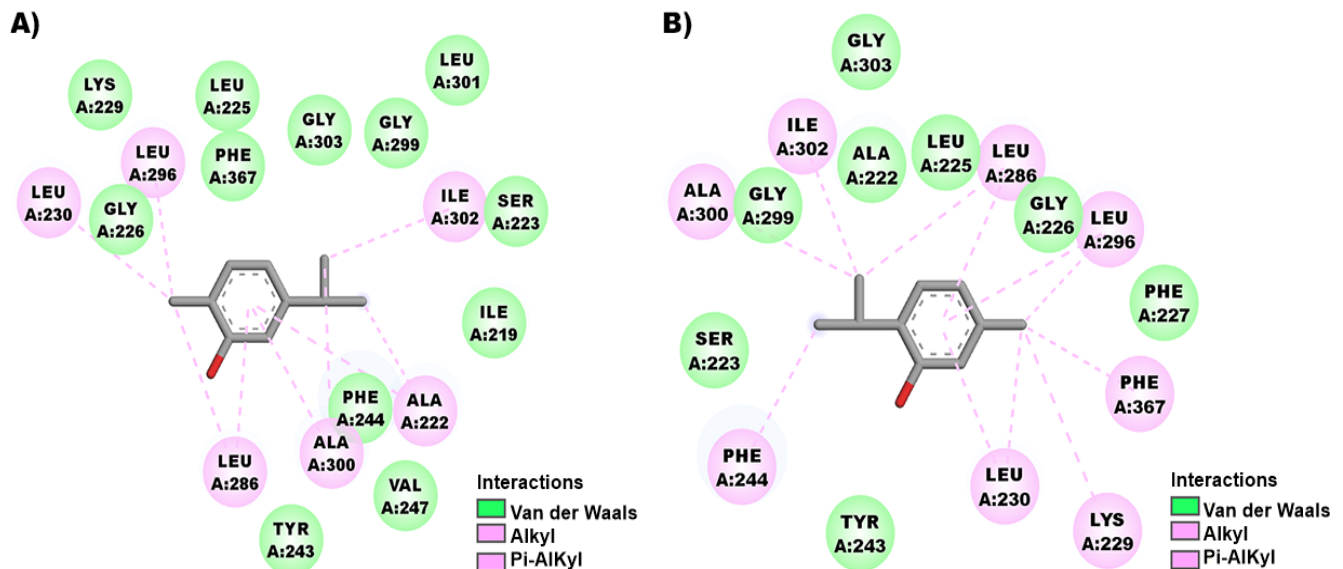 A)
LEU
A:301
LYS
A:229
LEU
A:225
GLY
A:303
GLY
A:299
LEU
A:296
PHE
A:367
LEU
A:230
GLY
A:226
ILE
A:302
SER
A:223
ILE
A:219
PHE
A:244
ALA
A:222
ALA
A:300
LEU
A:286
VAL
A:247
TYR
A:243
Interactions
Van der Waals
Alkyl
Pi-AlKyl
B)
GLY
A:303
ILE
A:302
ALA
A:222
LEU
A:225
LEU
A:286
ALA
A:300
GLY
A:299
GLY
A:226
LEU
A:296
PHE
A:227
SER
A:223
PHE
A:367
PHE
A:244
LEU
A:230
LYS
A:229
TYR
A:243
Interactions
Van der Waals
Alkyl
Pi-AlKyl